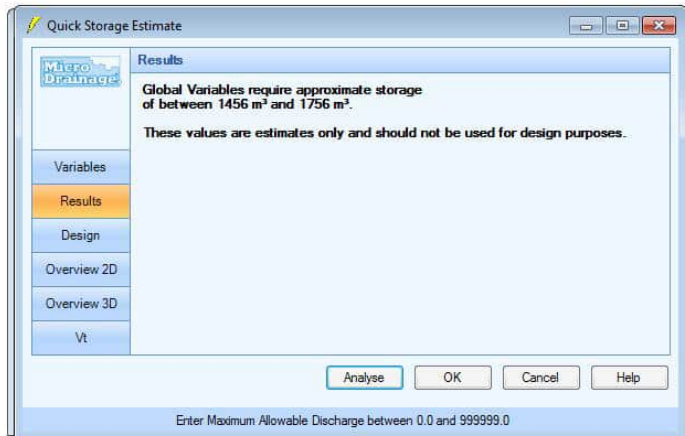 Quick Storage Estimate
Micro
Drainage
Results
Global Variables require approximate storage
of between 1456 m³ and 1756 m³.
These values are estimates only and should not be used for design purposes.
Variables
Results
Design
Overview 2D
Overview 3D
Vt
Analyse OK Cancel Help
Enter Maximum Allowable Discharge between 0.0 and 999999.0